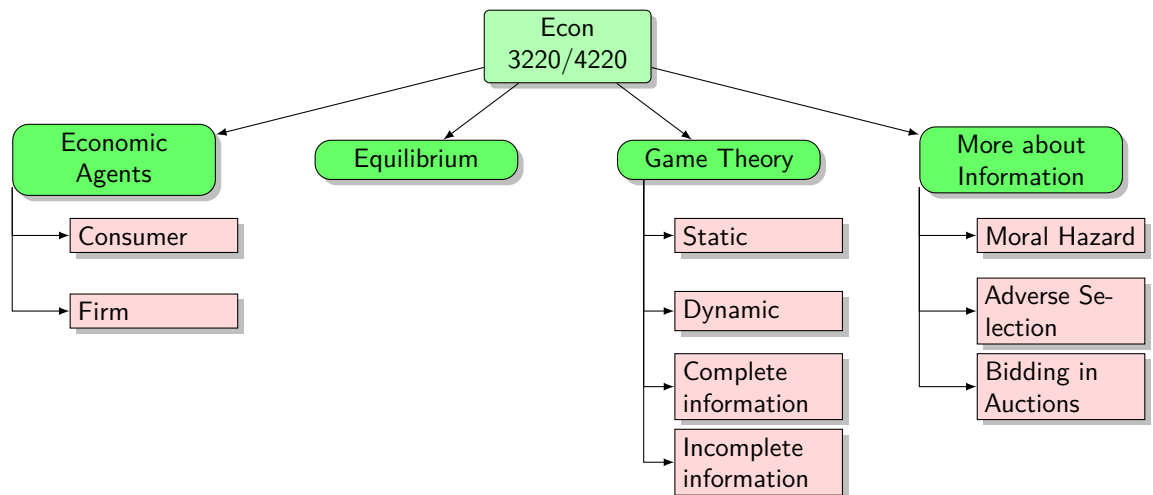 Econ
3220/4220
Economic
Agents
Equilibrium
Game Theory
More about
Information
Consumer
Firm
Static
Dynamic
Complete
information
Incomplete
information
Moral Hazard
Adverse Se-
lection
Bidding in
Auctions